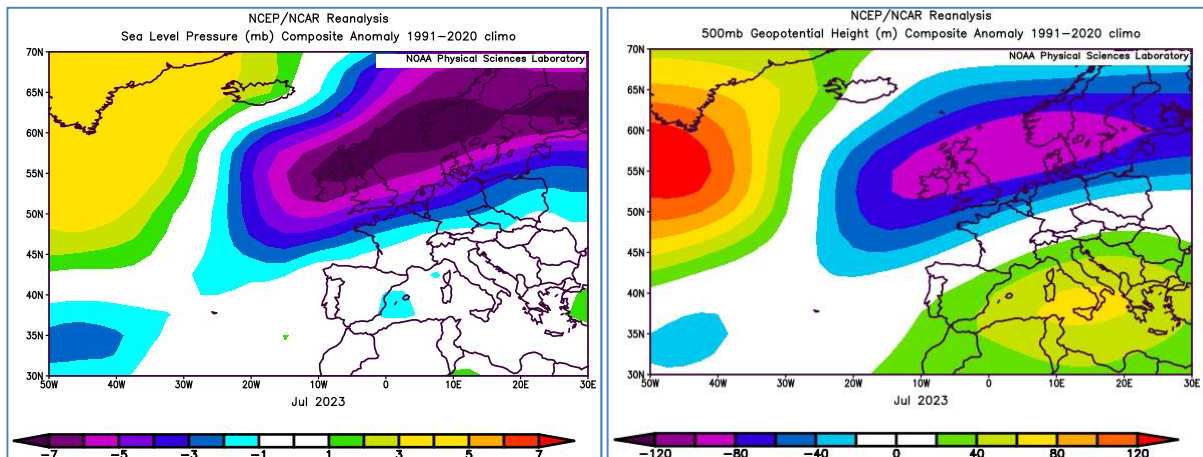 NCEP/NCAR Reanalysis
Sea Level Pressure (mb) Composite Anomaly 1991−2020 climo
NOAA Physical Sciences Laboratory
70N
65N
60N
55N
50N
45N
40N
35N
30N
50W 40W 30W 20W 10W 0 10E 20E 30E
Jul 2023
−7 −5 −3 −1 1 3 5 7
NCEP/NCAR Reanalysis
500mb Geopotential Height (m) Composite Anomaly 1991−2020 climo
NOAA Physical Sciences Laboratory
70N
65N
60N
55N
50N
45N
40N
35N
30N
50W 40W 30W 20W 10W 0 10E 20E 30E
Jul 2023
−120 −80 −40 0 40 80 120